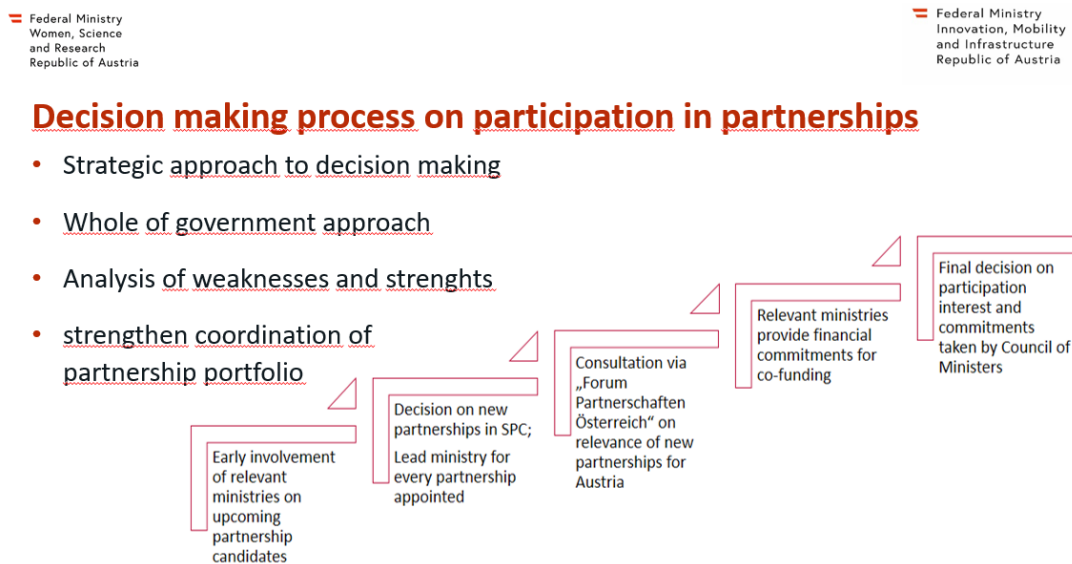 Federal Ministry
Women, Science
and Research
Republic of Austria
Federal Ministry
Innovation, Mobility
and Infrastructure
Republic of Austria
Decision making process on participation in partnerships
• Strategic approach to decision making
• Whole of government approach
• Analysis of weaknesses and strenghts
• strengthen coordination of
partnership portfolio
Early involvement
of relevant
ministries on
upcoming
partnership
candidates
Decision on new
partnerships in SPC;
Lead ministry for
every partnership
appointed
Consultation via
„Forum
Partnerschaften
Österreich“ on
relevance of new
partnerships for
Austria
Relevant ministries
provide financial
commitments for
co-funding
Final decision on
participation
interest and
commitments
taken by Council of
Ministers